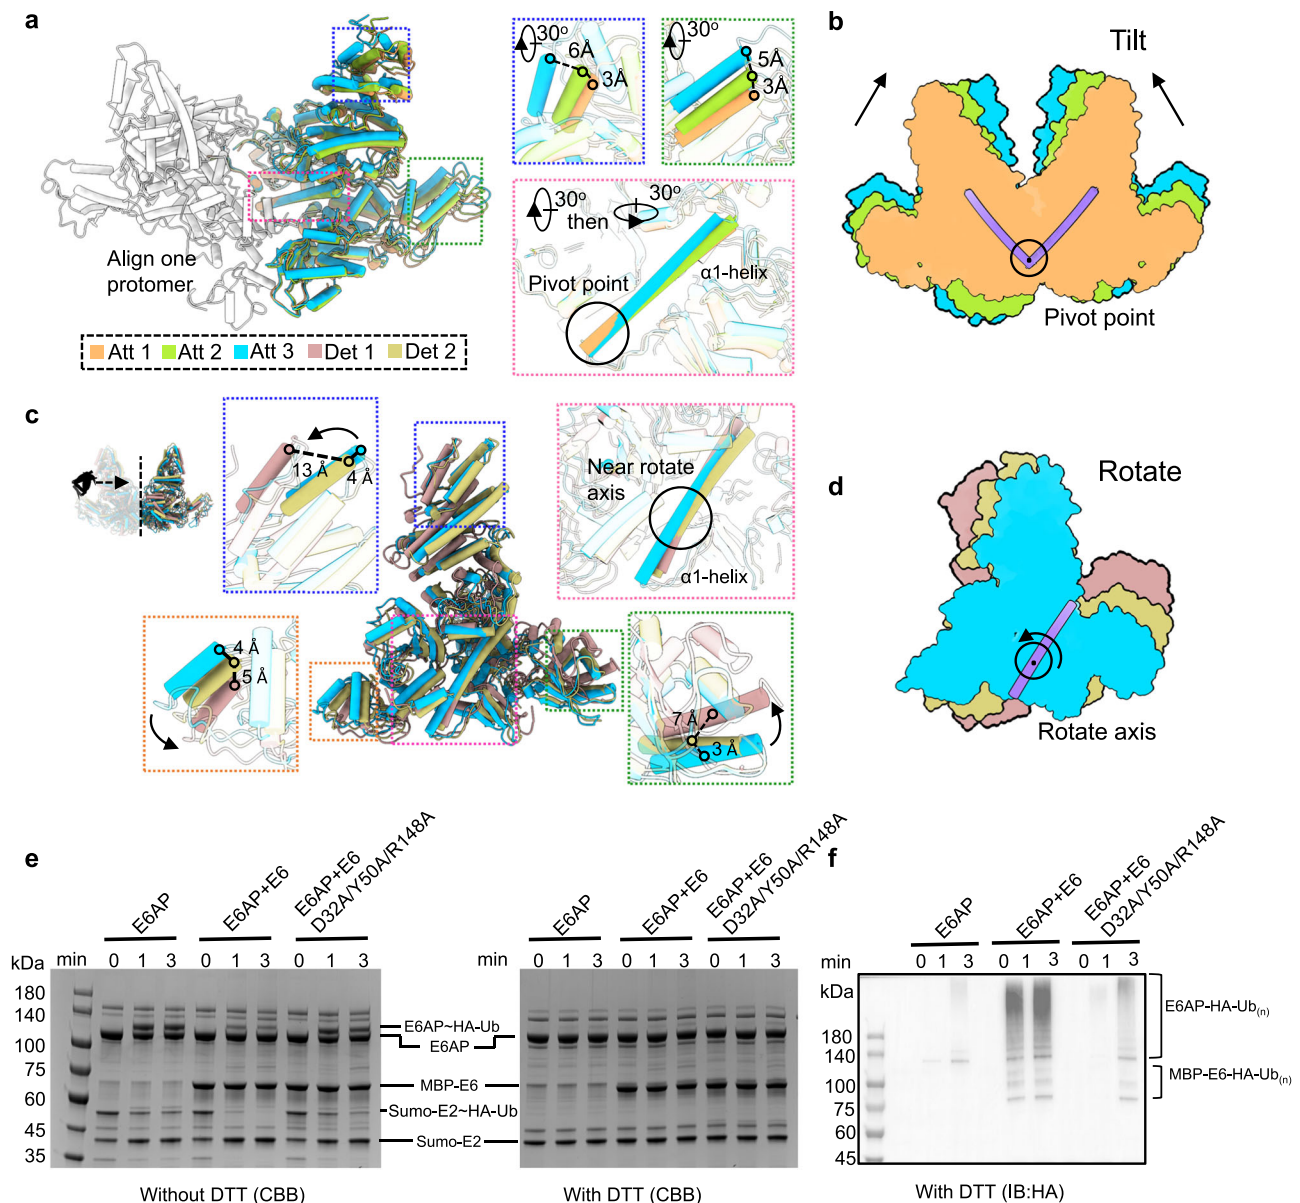 a
30°
6Å
3Å
30°
5Å
3Å
Align one
protomer
30°
then
30°
Pivot point
α1-helix
Att 1 Att 2 Att 3 Det 1 Det 2
b
Tilt
Pivot point
c
13 Å
4 Å
Near rotate
axis
α1-helix
4 Å
5 Å
7 Å
3 Å
d
Rotate
Rotate axis
e
E6AP
E6AP+E6
E6AP+E6
D32A/Y50A/R148A
min 0 1 3 0 1 3 0 1 3
kDa
180
140
100
75
60
45
35
E6AP~HA-Ub
E6AP
MBP-E6
Sumo-E2~HA-Ub
Sumo-E2
Without DTT (CBB)
E6AP
E6AP+E6
E6AP+E6
D32A/Y50A/R148A
min 0 1 3 0 1 3 0 1 3
With DTT (CBB)
f
E6AP
E6AP+E6
E6AP+E6
D32A/Y50A/R148A
min 0 1 3 0 1 3 0 1 3
kDa
180
140
100
75
60
45
E6AP-HA-Ub(n)
MBP-E6-HA-Ub(n)
With DTT (IB:HA)